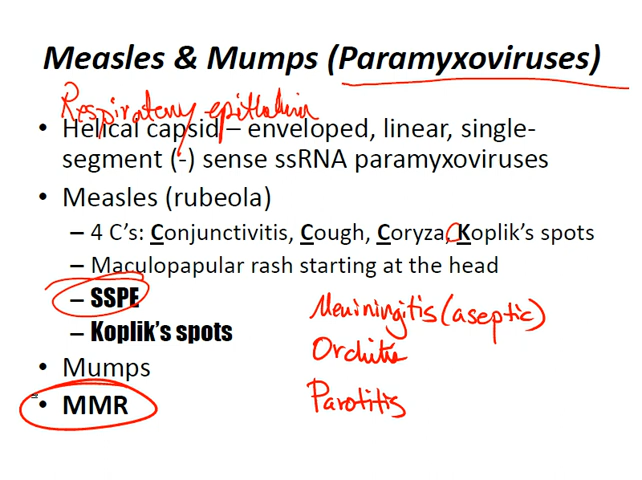 Measles & Mumps (Paramyxoviruses)
Respiratory epithelium
• Helical capsid – enveloped, linear, single-
segment (-) sense ssRNA paramyxoviruses
• Measles (rubeola)
– 4 C's: Conjunctivitis, Cough, Coryza, Koplik's spots
– Maculopapular rash starting at the head
– SSPE
– Koplik's spots
Meniningitis (aseptic)
Orchitis
• Mumps
Parotitis
• MMR